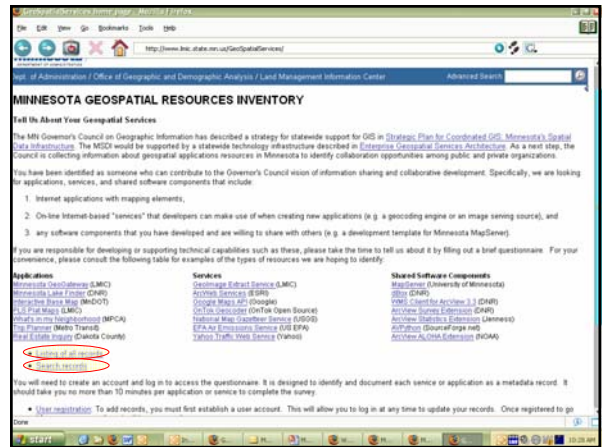 GeoSpatialServices home page - Mozilla Firefox
File Edit View Go Bookmarks Tools Help
http://www.lmic.state.mn.us/GeoSpatialServices/
Dept. of Administration / Office of Geographic and Demographic Analysis / Land Management Information Center Advanced Search
MINNESOTA GEOSPATIAL RESOURCES INVENTORY
Tell Us About Your Geospatial Services
The MN Governor's Council on Geographic Information has described a strategy for statewide support for GIS in Strategic Plan for Coordinated GIS: Minnesota's Spatial
Data Infrastructure. The MSDI would be supported by a statewide technology infrastructure described in Enterprise Geospatial Services Architecture. As a next step, the
Council is collecting information about geospatial applications resources in Minnesota to identify collaboration opportunities among public and private organizations.
You have been identified as someone who can contribute to the Governor's Council vision of information sharing and collaborative development. Specifically, we are looking
for applications, services, and shared software components that include:
1. Internet applications with mapping elements,
2. On-line Internet-based "services" that developers can make use of when creating new applications (e.g. a geocoding engine or an image serving source), and
3. any software components that you have developed and are willing to share with others (e.g. a development template for Minnesota MapServer).
If you are responsible for developing or supporting technical capabilities such as these, please take the time to tell us about it by filling out a brief questionnaire. For your
convenience, please consult the following table for examples of the types of resources we are hoping to identify:
Applications Services Shared Software Components
Minnesota GeoGateway (LMIC) GeoImage Extract Service (LMIC) MapServer (University of Minnesota)
Minnesota Lake Finder (DNR) ArcWeb Services (ESRI) dBox (DNR)
Interactive Base Map (MnDOT) Google Maps API (Google) WMS Client for ArcView 3.3 (DNR)
PLS Plat Maps (LMIC) OnTok Geocoder (OnTok Open Source) ArcView Survey Extension (DNR)
What's in my Neighborhood (MPCA) National Map Gazetteer Service (USGS) ArcView Statistics Extension (Jenness)
Trip Planner (Metro Transit) EPA Air Emissions Service (US EPA) AVPython (SourceForge.net)
Real Estate Inquiry (Dakota County) Yahoo Traffic Web Service (Yahoo) ArcView ALOHA Extension (NOAA)
• Listing of all records
• Search records
You will need to create an account and log in to access the questionnaire. It is designed to identify and document each service or application as a metadata record. It
should take you no more than 10 minutes per application or service to complete the survey.
• User registration: To add records, you must first establish a user account. This will allow you to log in at any time to update your records. Once registered to go
Done
start 10:28 AM